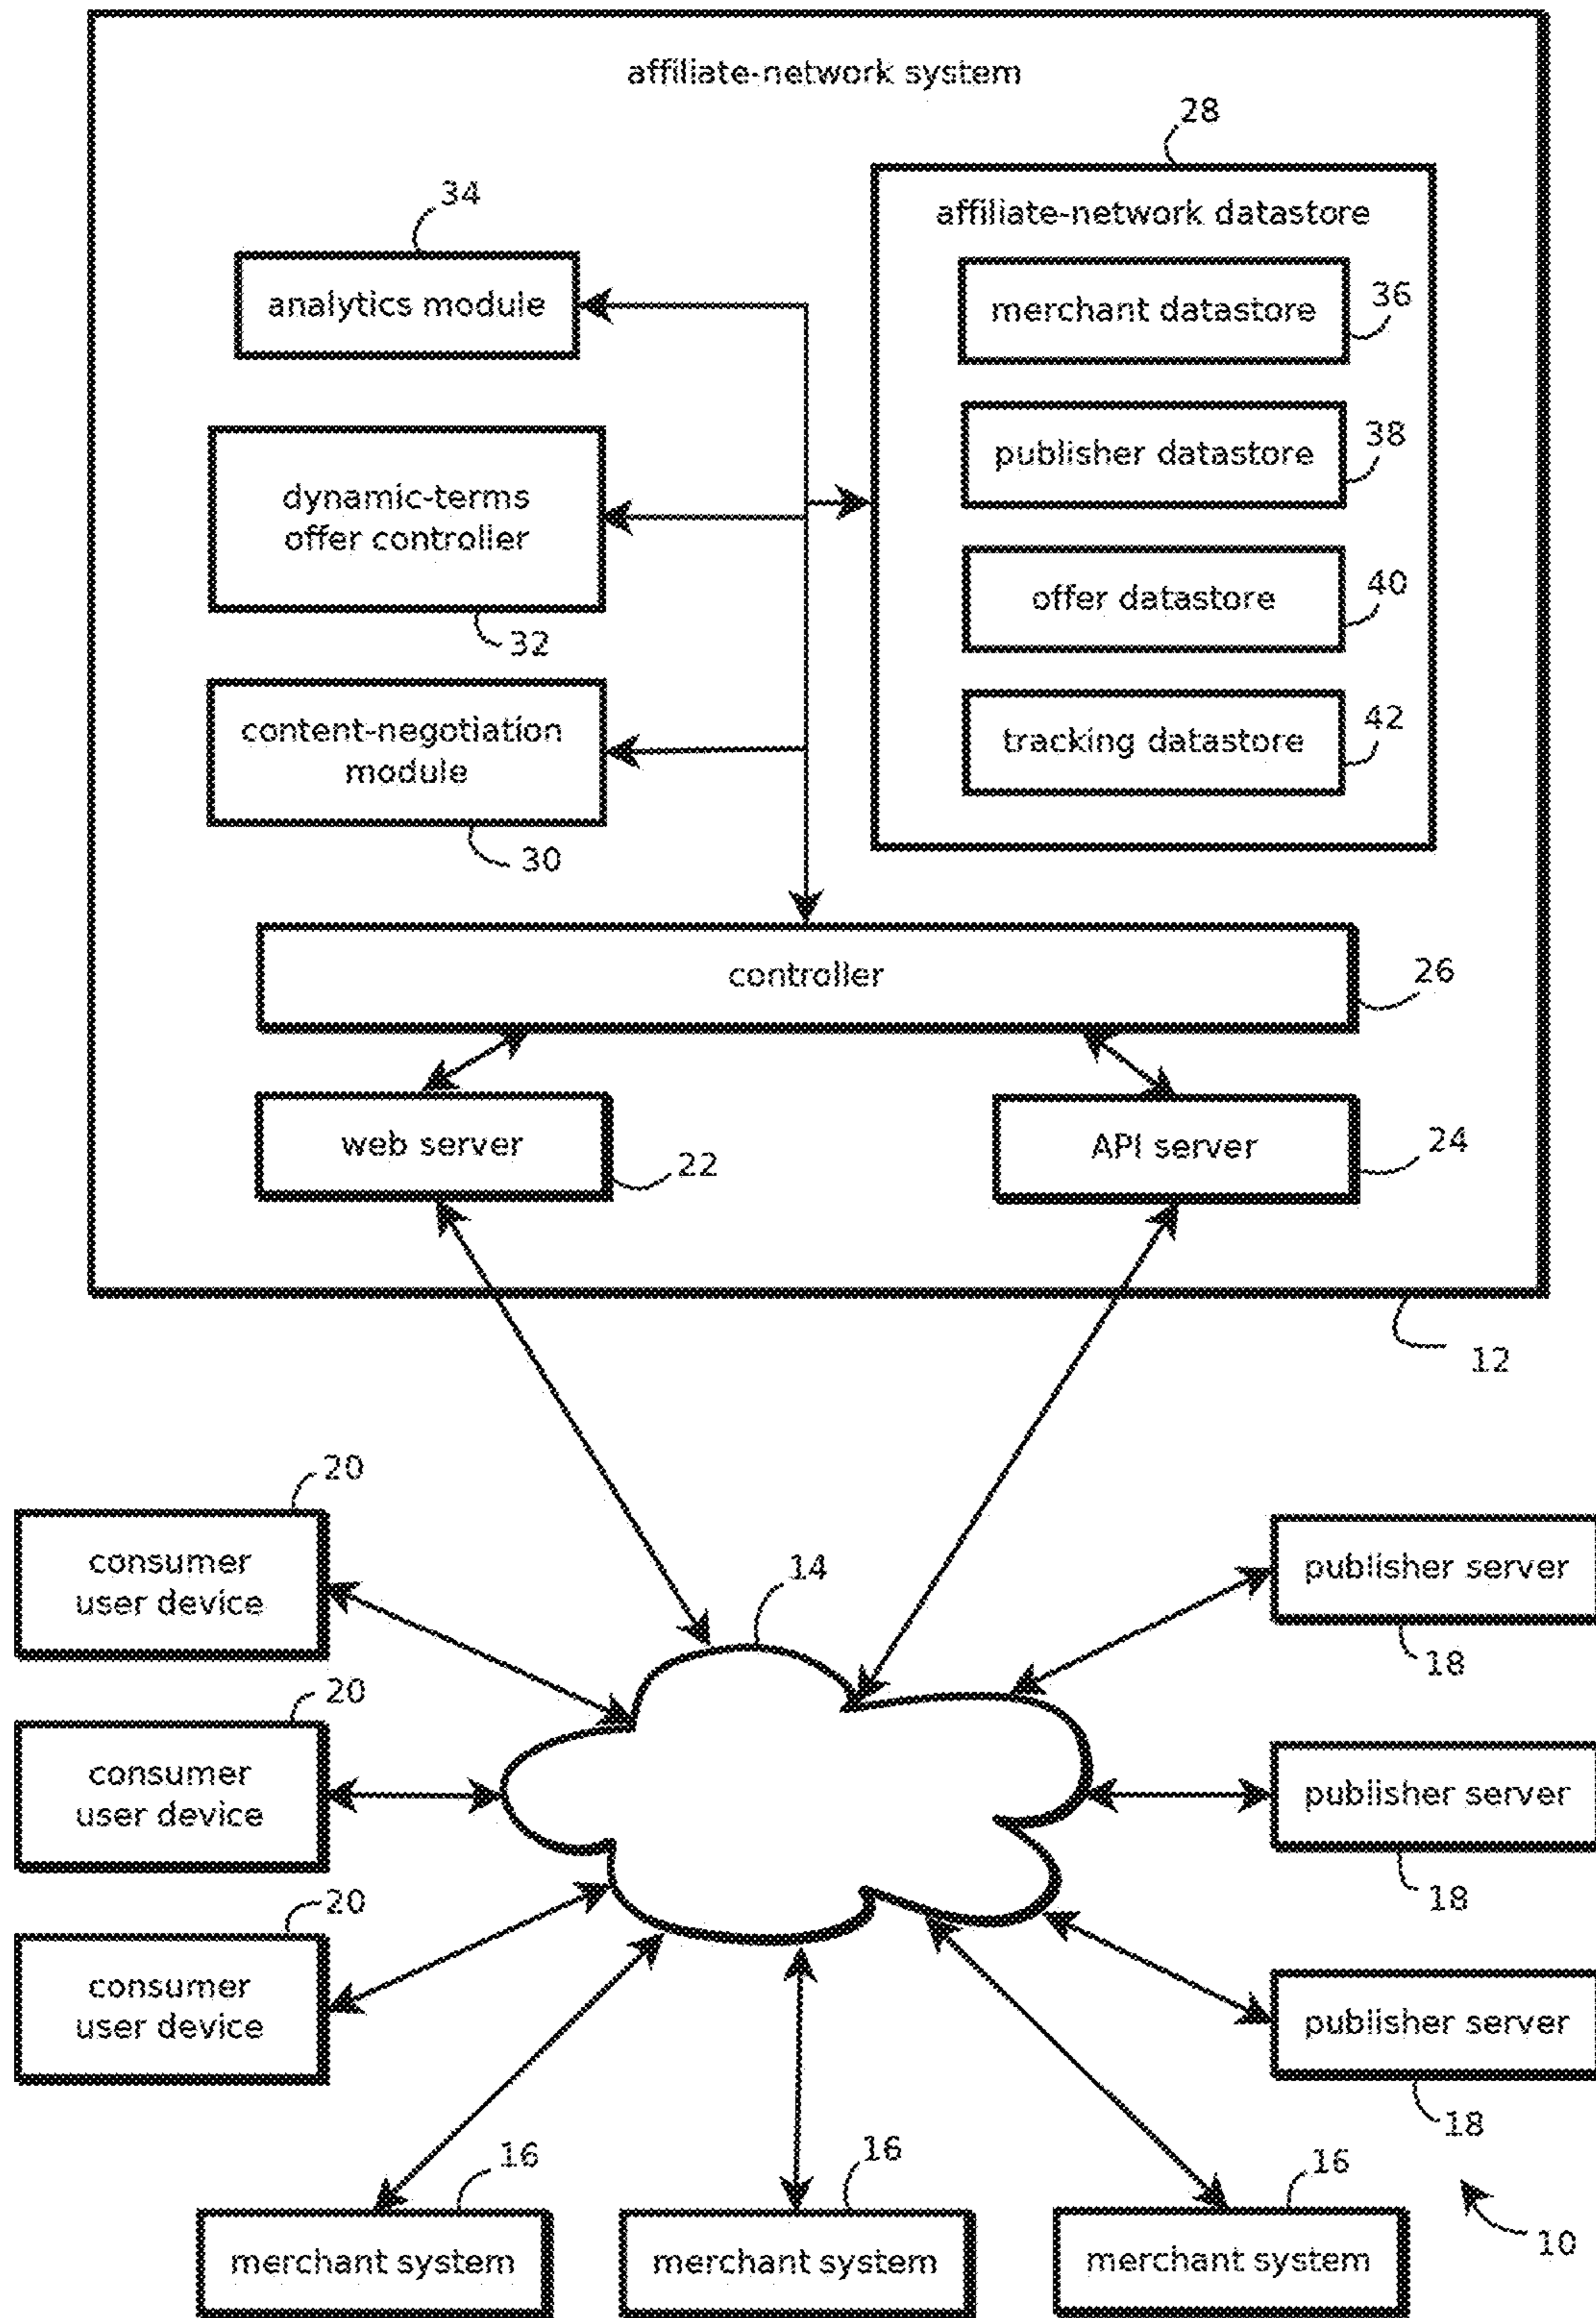 affiliate-network system
28
34
affiliate-network datastore
analytics module
merchant datastore
36
publisher datastore
38
dynamic-terms
offer controller
32
offer datastore
40
content-negotiation
module
30
tracking datastore
42
controller
26
web server
22
API server
24
12
20
consumer
user device
14
publisher server
18
20
consumer
user device
publisher server
18
20
consumer
user device
publisher server
18
16
merchant system
16
merchant system
16
merchant system
10